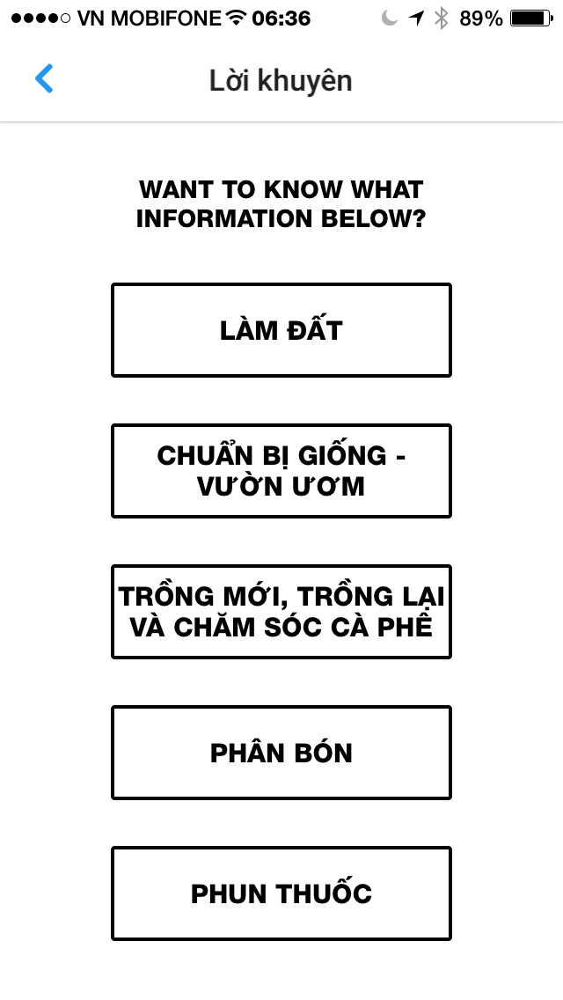 VN MOBIFONE 06:36 89%
Lời khuyên
WANT TO KNOW WHAT
INFORMATION BELOW?
LÀM ĐẤT
CHUẨN BỊ GIỐNG -
VƯỜN ƯƠM
TRỒNG MỚI, TRỒNG LẠI
VÀ CHĂM SÓC CÀ PHÊ
PHÂN BÓN
PHUN THUỐC